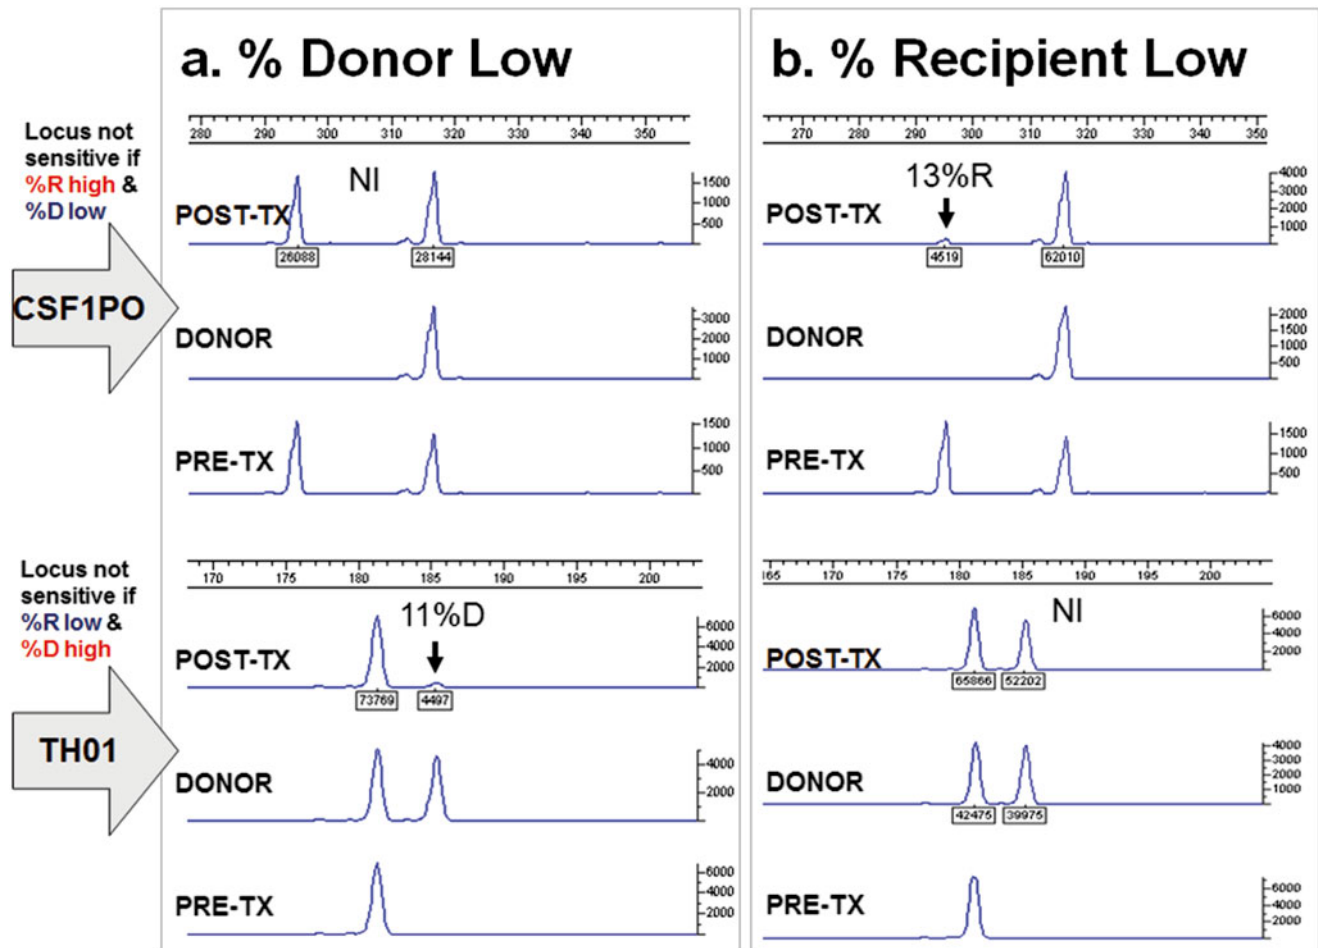 a. % Donor Low
280 290 300 310 320 330 340 350
Locus not
sensitive if
%R high &
%D low
CSF1PO
NI
POST-TX
1500
1000
500
26088 28144
DONOR
3000
2000
1000
PRE-TX
1500
1000
500
170 175 180 185 190 195 200
Locus not
sensitive if
%R low &
%D high
TH01
11%D
POST-TX
6000
4000
2000
73769 4497
DONOR
4000
2000
PRE-TX
6000
4000
2000
b. % Recipient Low
270 280 290 300 310 320 330 340 350
13%R
POST-TX
4000
3000
2000
1000
4519 62010
DONOR
2000
1500
1000
500
PRE-TX
1500
1000
500
165 170 175 180 185 190 195 200
NI
POST-TX
6000
4000
2000
65866 52202
DONOR
4000
3000
2000
1000
42475 39975
PRE-TX
6000
4000
2000